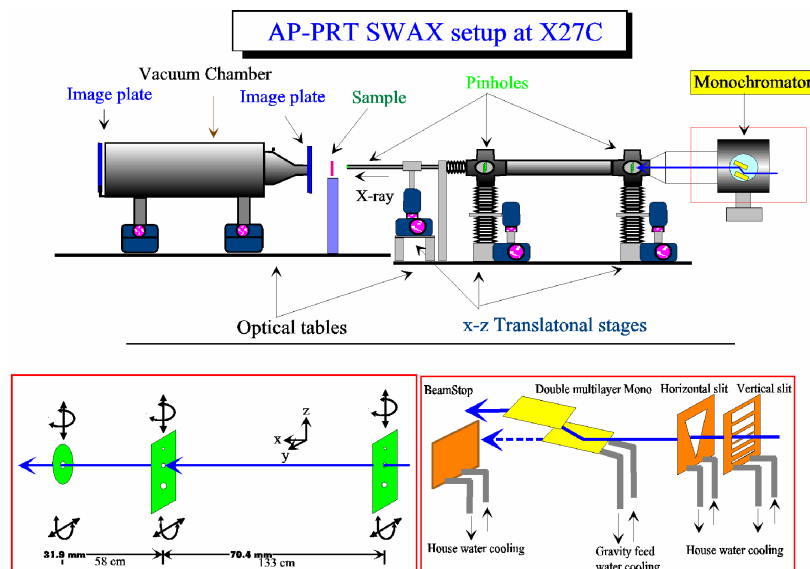 AP-PRT SWAX setup at X27C
Vacuum Chamber
Image plate
Image plate
Sample
Pinholes
Monochromator
X-ray
Optical tables
x-z Translatonal stages
z
x
y
31.9 mm
58 cm
79.4 mm
133 cm
BeamStop
Double multilayer Mono
Horizontal slit
Vertical slit
House water cooling
Gravity feed
water cooling
House water cooling